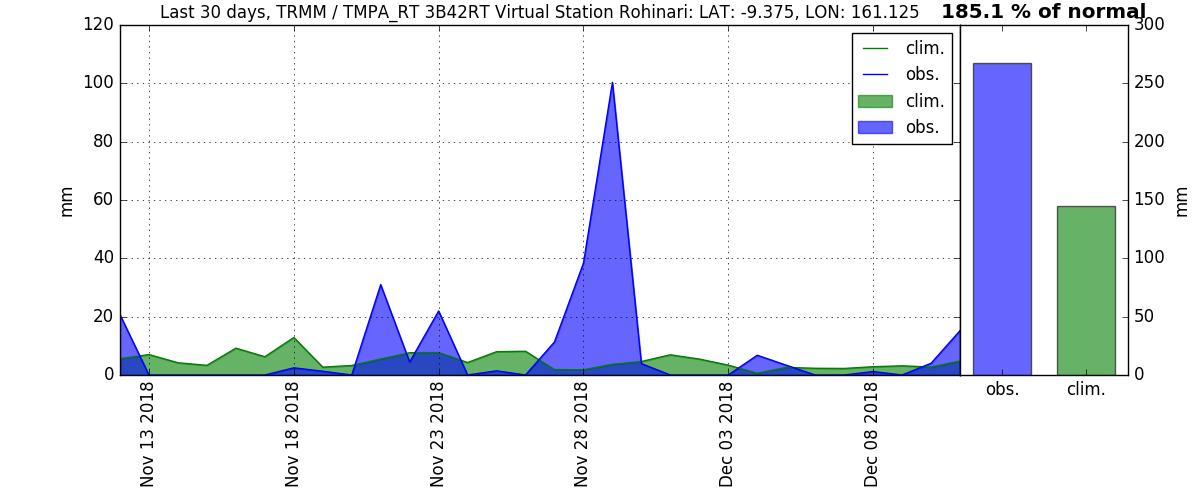 Last 30 days, TRMM / TMPA_RT 3B42RT Virtual Station Rohinari: LAT: -9.375, LON: 161.125
185.1 % of normal
120
100
80
60
40
20
0
mm
clim.
obs.
clim.
obs.
Nov 13 2018
Nov 18 2018
Nov 23 2018
Nov 28 2018
Dec 03 2018
Dec 08 2018
300
250
200
150
100
50
0
mm
obs.
clim.